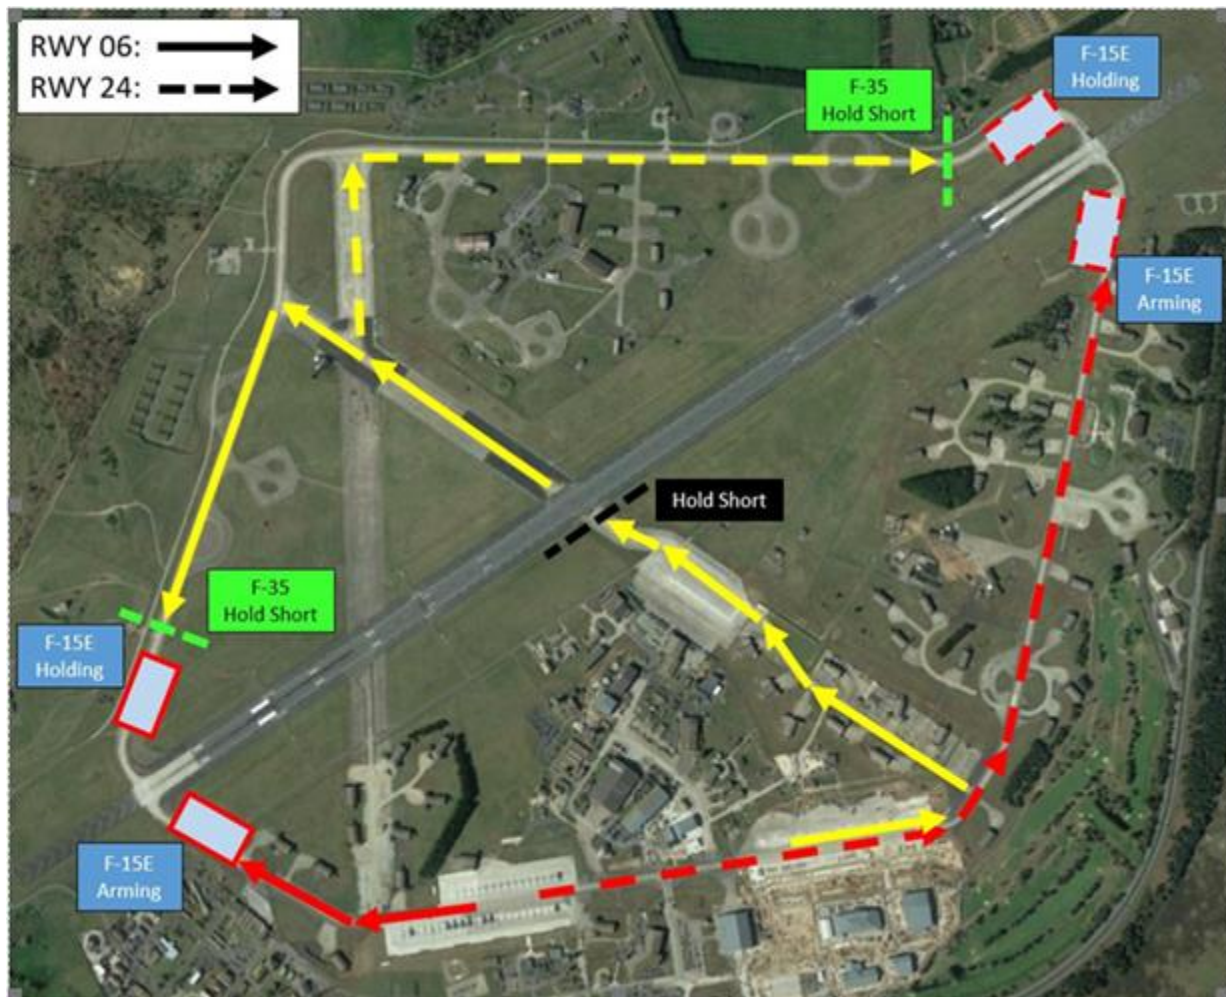 RWY 06:
RWY 24:
F-15E
Holding
F-35
Hold Short
F-15E
Arming
Hold Short
F-35
Hold Short
F-15E
Holding
F-15E
Arming